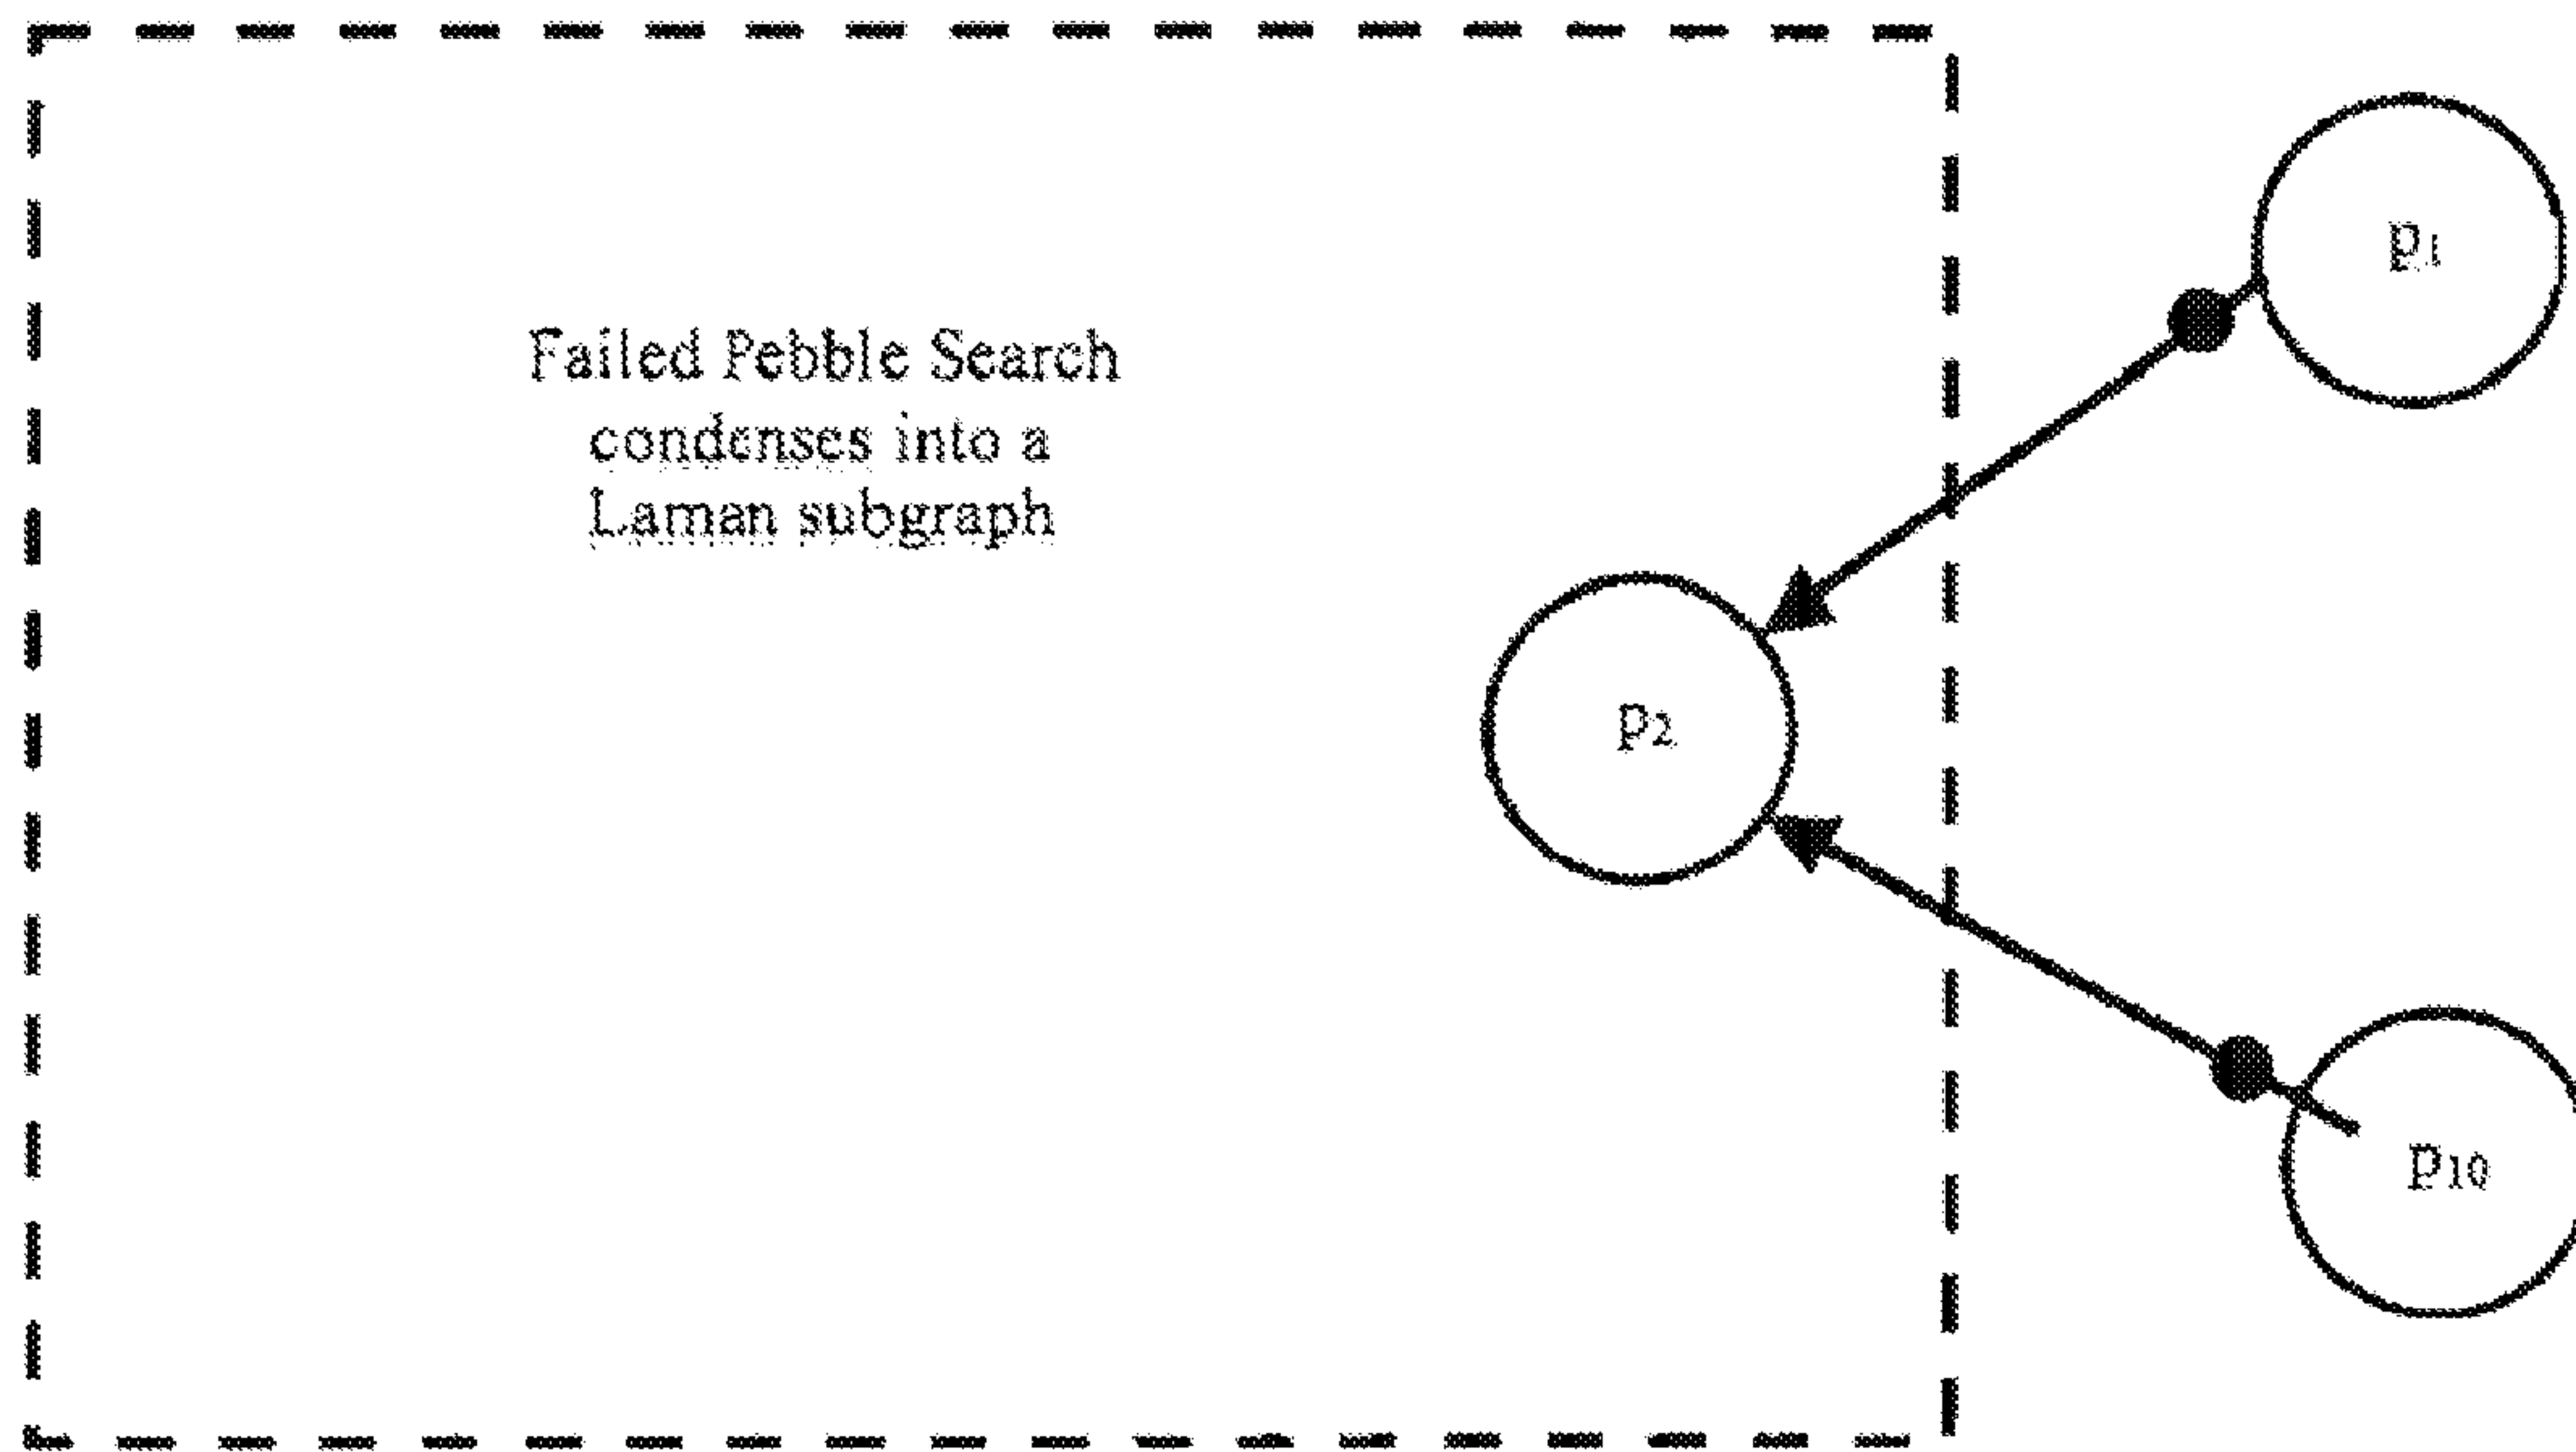 Failed Pebble Search
condenses into a
Laman subgraph
p₁
p₂
p₁₀